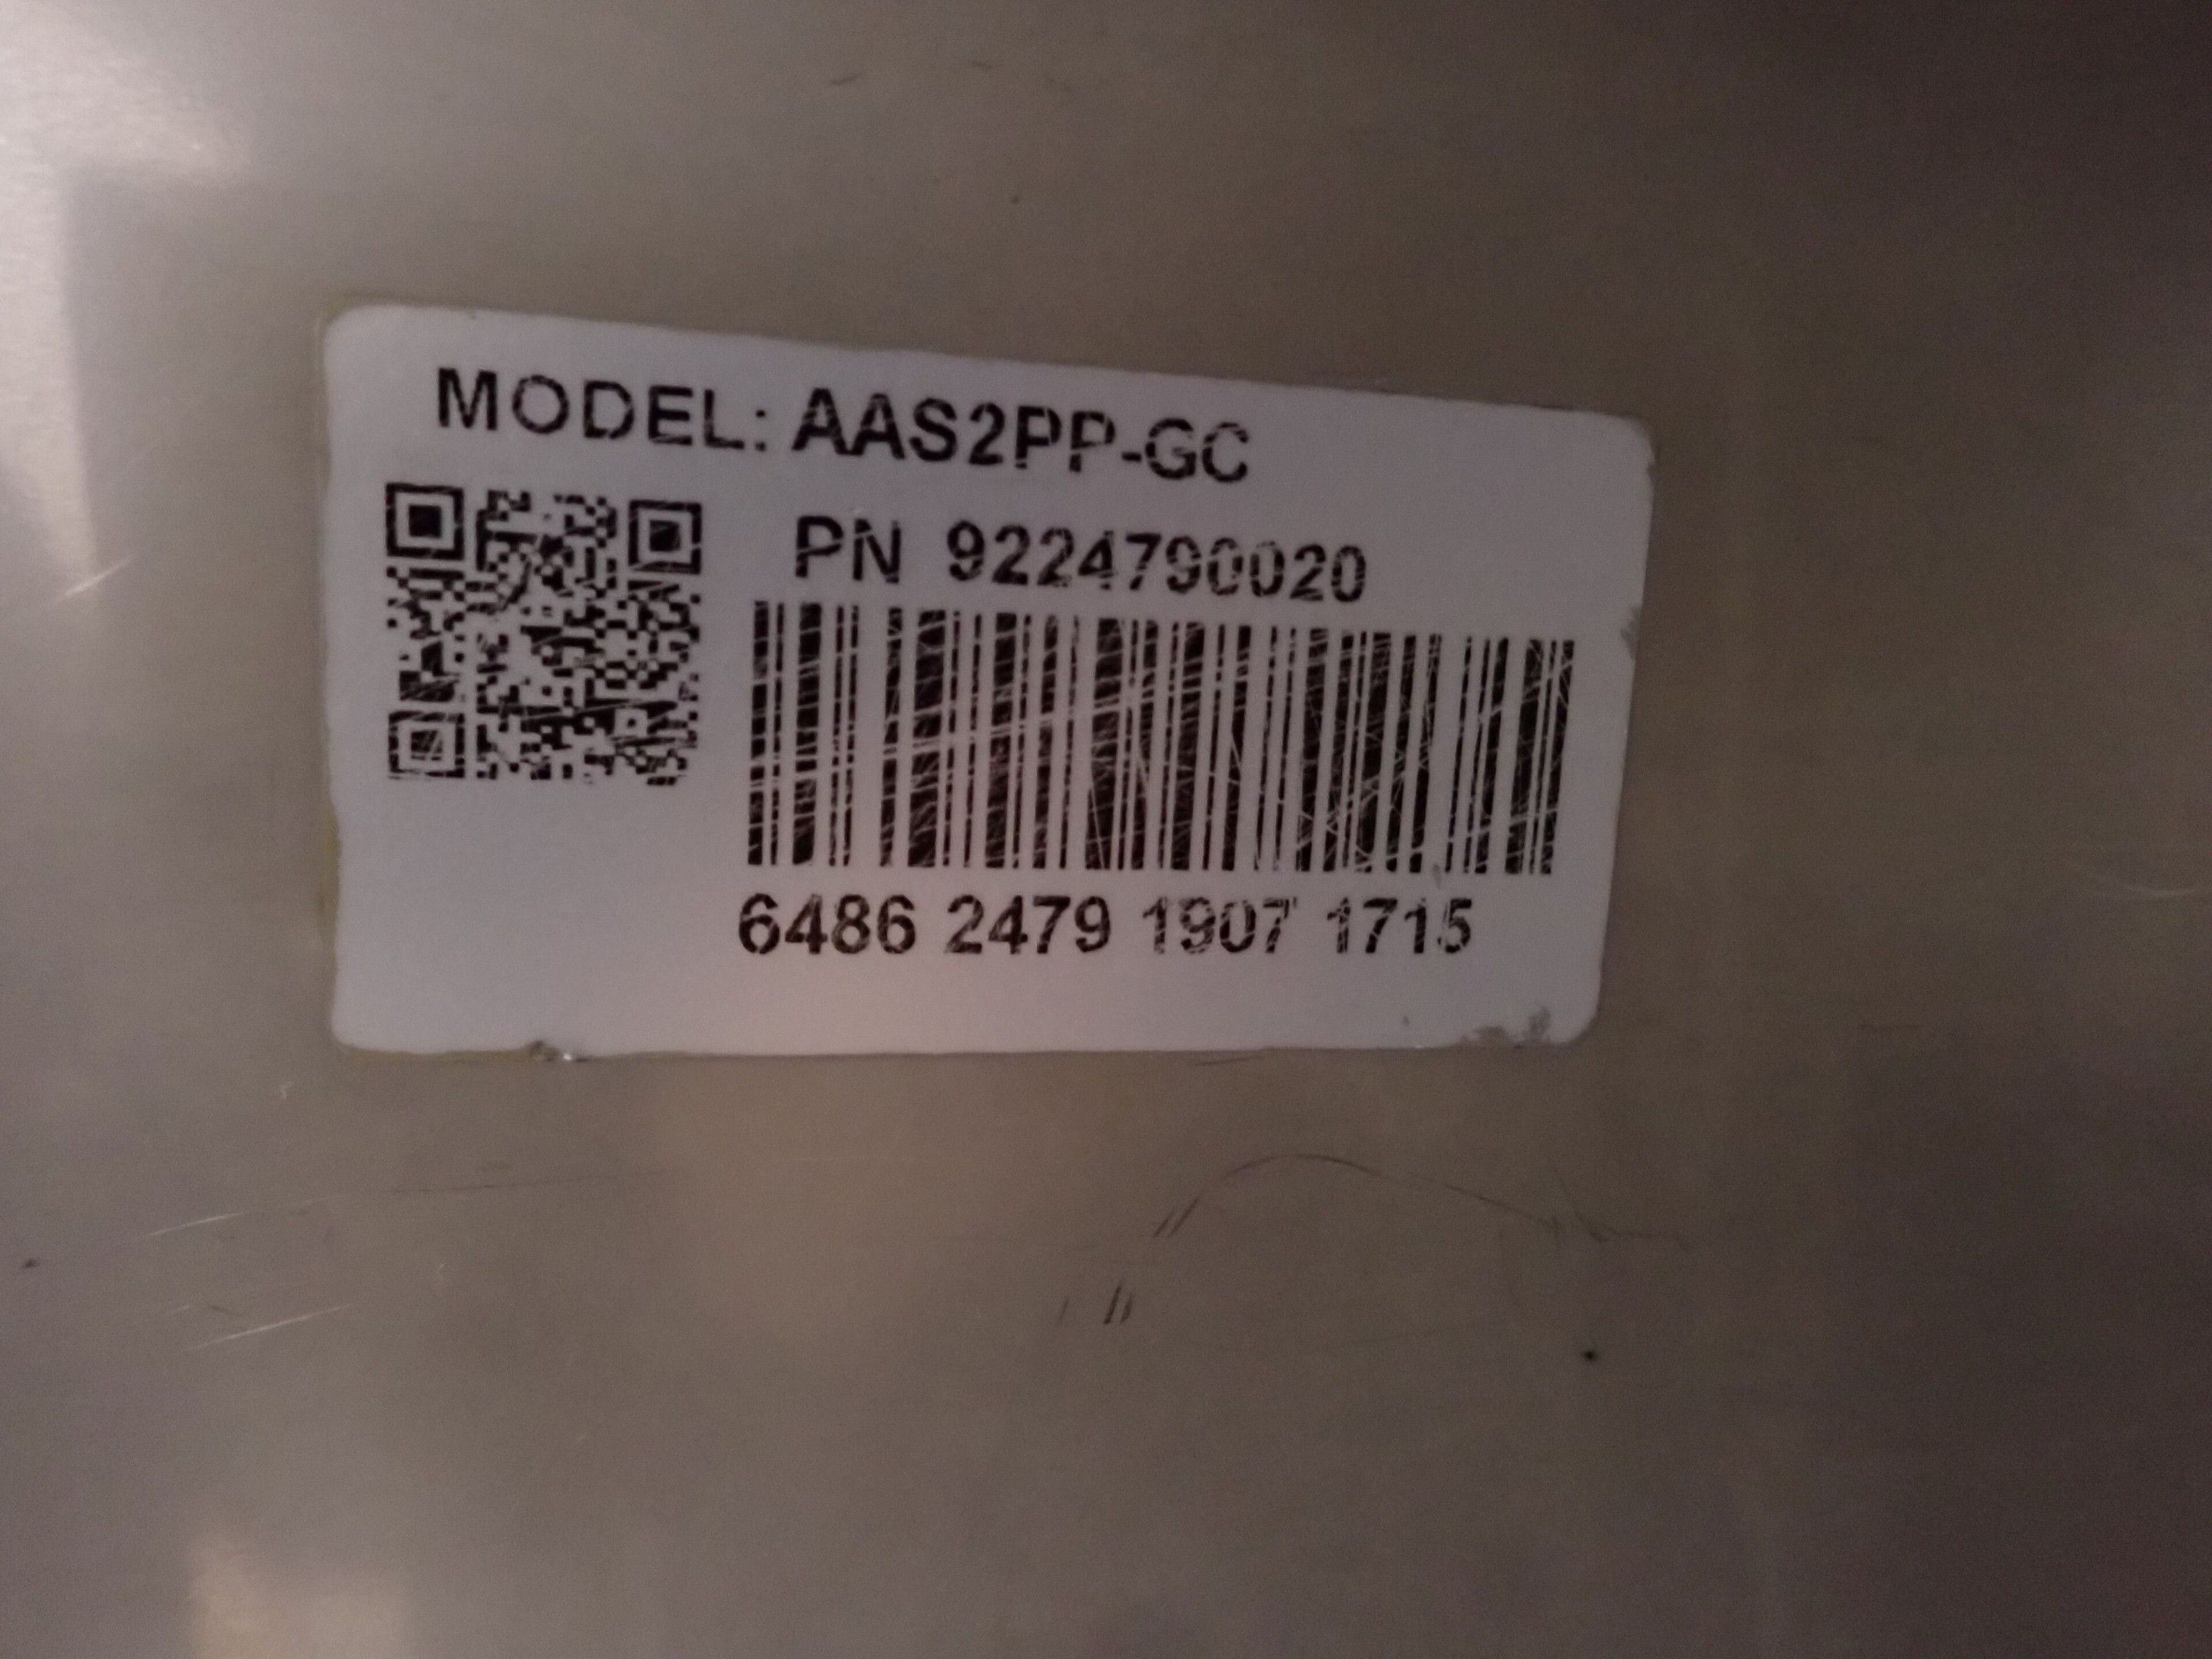 MODEL: AAS2PP-GC
PN 9224790020
6486 2479 1907 1715